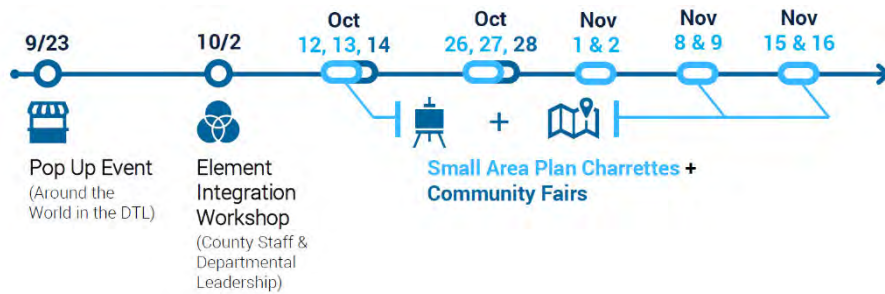 9/23
10/2
Oct
12, 13, 14
Oct
26, 27, 28
Nov
1 & 2
Nov
8 & 9
Nov
15 & 16
Pop Up Event
(Around the
World in the DTL)
Element
Integration
Workshop
(County Staff &
Departmental
Leadership)
+
Small Area Plan Charrettes +
Community Fairs